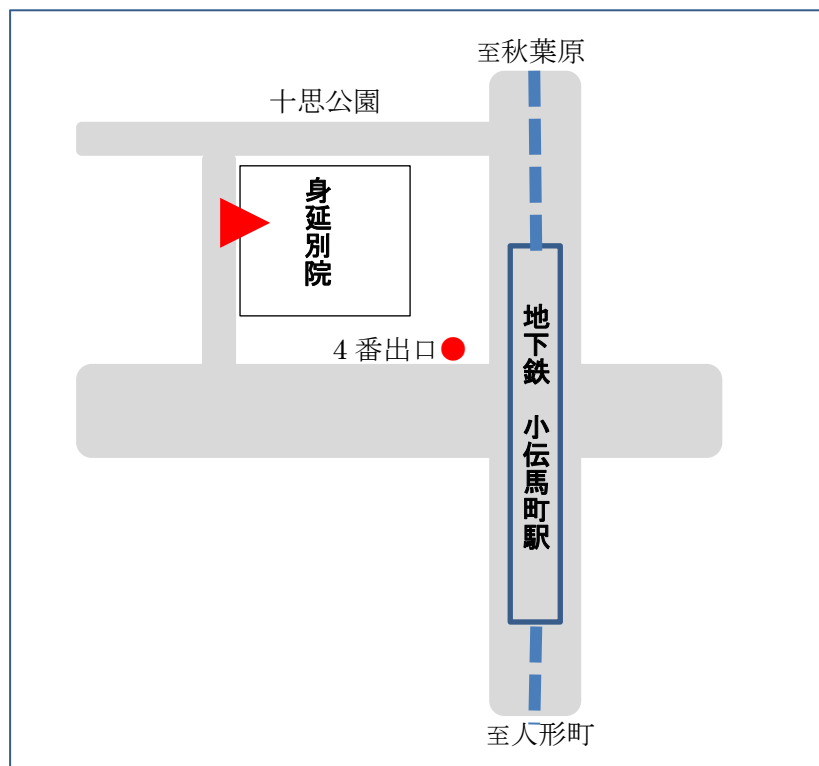 至秋葉原
十思公園
身延別院
4番出口
地下鉄　小伝馬町駅
至人形町